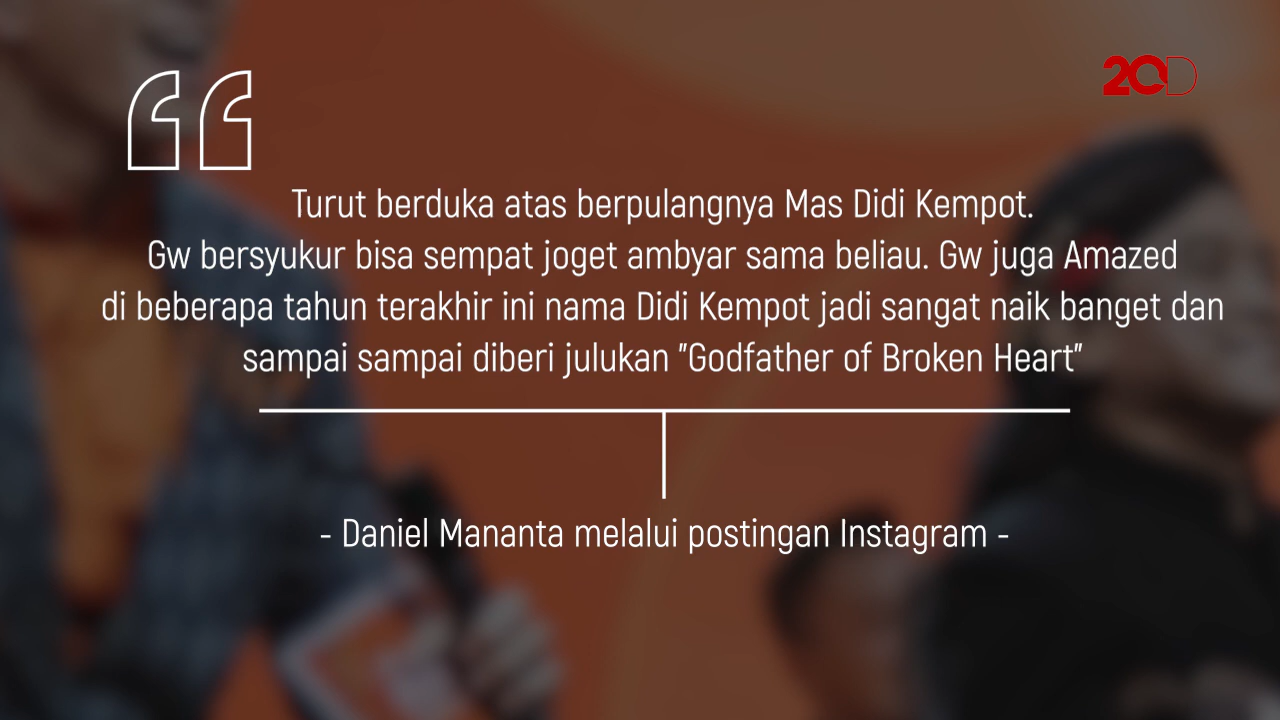 20D
Turut berduka atas berpulangnya Mas Didi Kempot.
Gw bersyukur bisa sempat joget ambyar sama beliau. Gw juga Amazed
di beberapa tahun terakhir ini nama Didi Kempot jadi sangat naik banget dan
sampai sampai diberi julukan "Godfather of Broken Heart"
- Daniel Mananta melalui postingan Instagram -